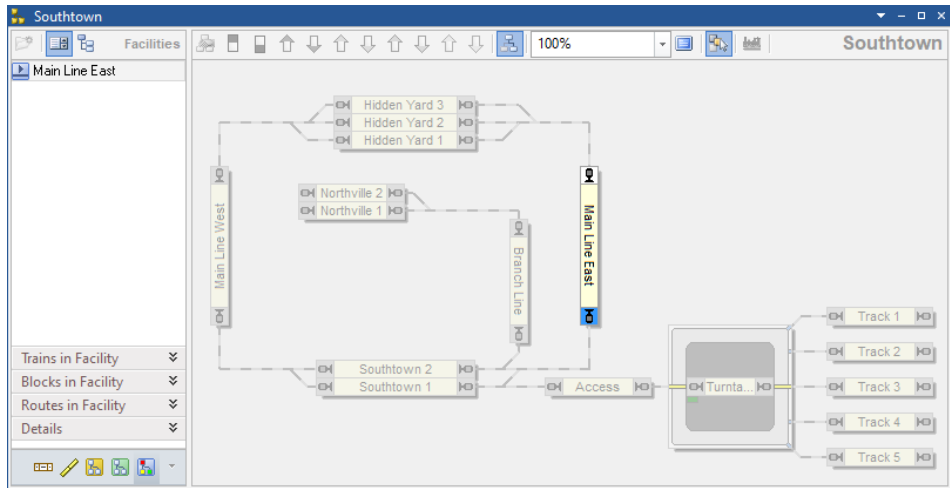 Southtown
Facilities
100%
Southtown
Main Line East
Hidden Yard 3
Hidden Yard 2
Hidden Yard 1
Northville 2
Northville 1
Main Line West
Branch Line
Main Line East
Track 1
Track 2
Southtown 2
Southtown 1
Access
Turnta...
Track 3
Track 4
Track 5
Trains in Facility
Blocks in Facility
Routes in Facility
Details